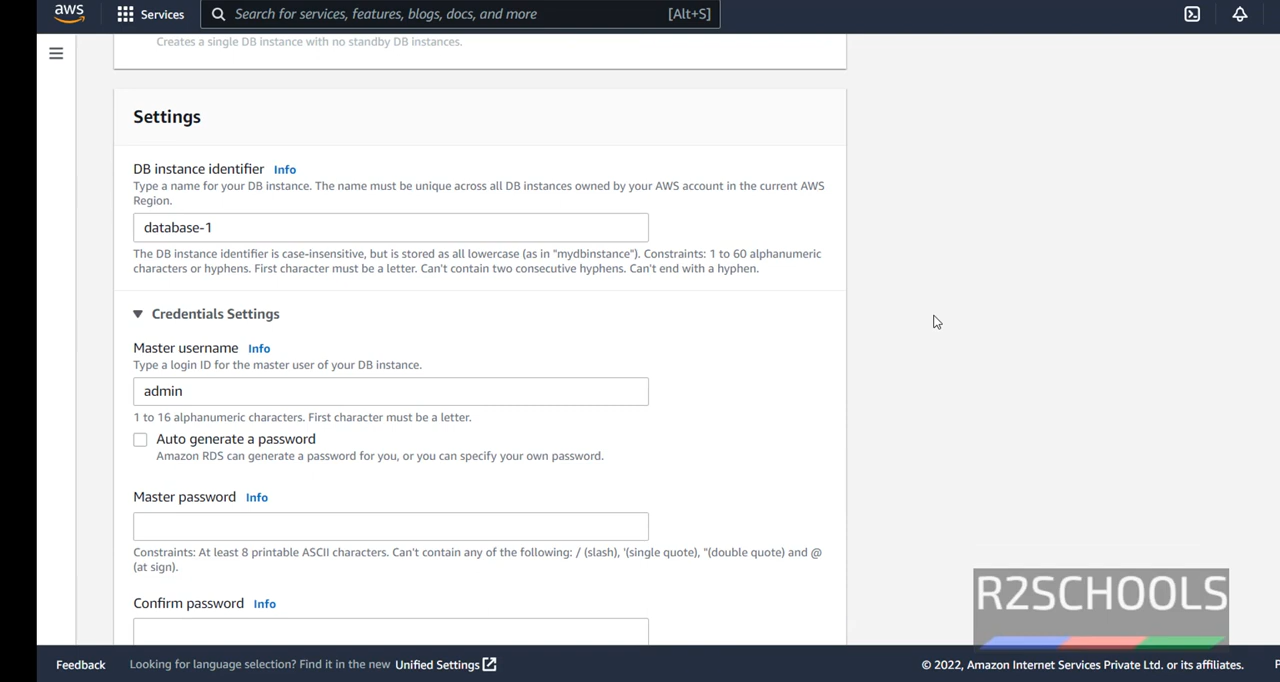 aws
Services
Search for services, features, blogs, docs, and more [Alt+S]
Creates a single DB instance with no standby DB instances.
Settings
DB instance identifier Info
Type a name for your DB instance. The name must be unique across all DB instances owned by your AWS account in the current AWS
Region.
database-1
The DB instance identifier is case-insensitive, but is stored as all lowercase (as in "mydbinstance"). Constraints: 1 to 60 alphanumeric
characters or hyphens. First character must be a letter. Can't contain two consecutive hyphens. Can't end with a hyphen.
Credentials Settings
Master username Info
Type a login ID for the master user of your DB instance.
admin
1 to 16 alphanumeric characters. First character must be a letter.
Auto generate a password
Amazon RDS can generate a password for you, or you can specify your own password.
Master password Info
Constraints: At least 8 printable ASCII characters. Can't contain any of the following: / (slash), '(single quote), "(double quote) and @
(at sign).
Confirm password Info
R2SCHOOLS
Feedback Looking for language selection? Find it in the new Unified Settings © 2022, Amazon Internet Services Private Ltd. or its affiliates. P